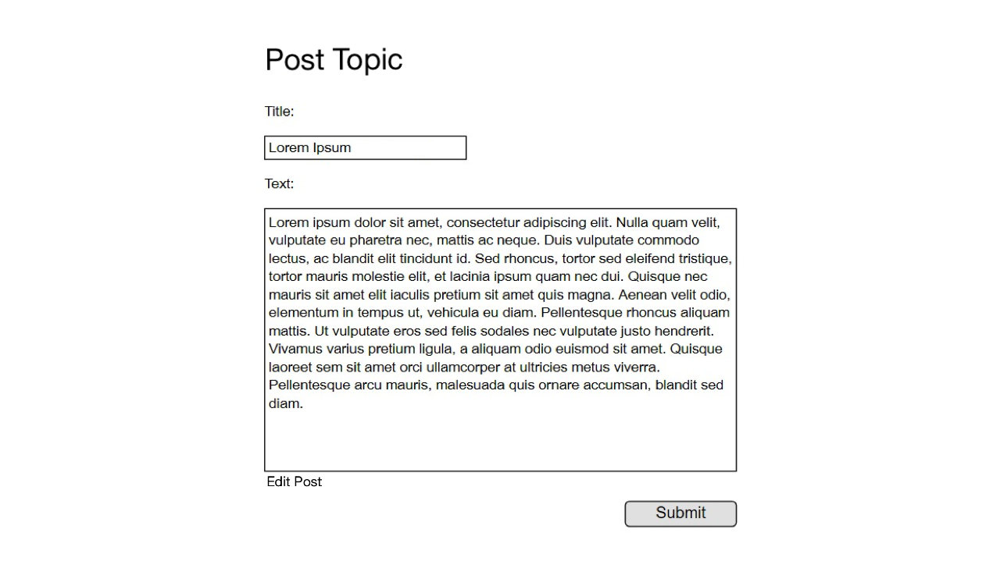 Post Topic
Title:
Lorem Ipsum
Text:
Lorem ipsum dolor sit amet, consectetur adipiscing elit. Nulla quam velit,
vulputate eu pharetra nec, mattis ac neque. Duis vulputate commodo
lectus, ac blandit elit tincidunt id. Sed rhoncus, tortor sed eleifend tristique,
tortor mauris molestie elit, et lacinia ipsum quam nec dui. Quisque nec
mauris sit amet elit iaculis pretium sit amet quis magna. Aenean velit odio,
elementum in tempus ut, vehicula eu diam. Pellentesque rhoncus aliquam
mattis. Ut vulputate eros sed felis sodales nec vulputate justo hendrerit.
Vivamus varius pretium ligula, a aliquam odio euismod sit amet. Quisque
laoreet sem sit amet orci ullamcorper at ultricies metus viverra.
Pellentesque arcu mauris, malesuada quis ornare accumsan, blandit sed
diam.
Edit Post
Submit